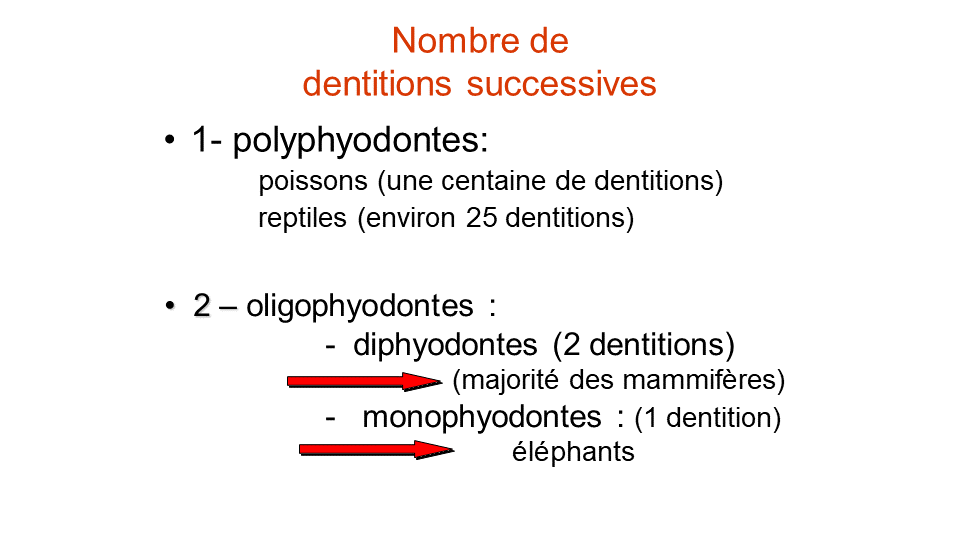 Nombre de
dentitions successives
• 1- polyphyodontes:
poissons (une centaine de dentitions)
reptiles (environ 25 dentitions)
• 2 – oligophyodontes :
- diphyodontes (2 dentitions)
(majorité des mammifères)
- monophyodontes : (1 dentition)
éléphants